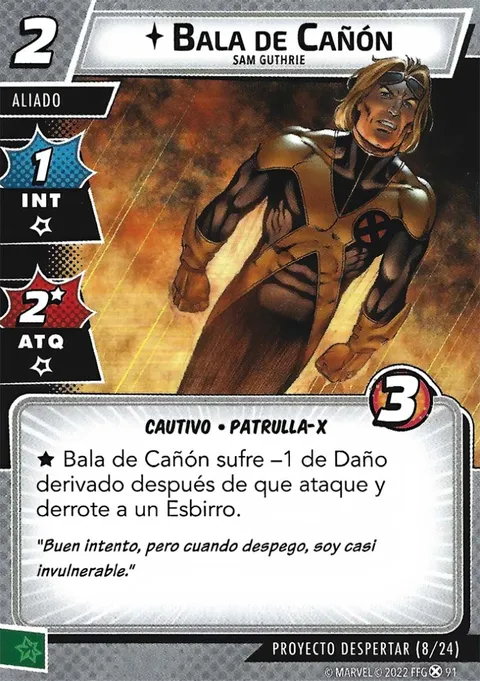 2
BALA DE CAÑÓN
SAM GUTHRIE
ALIADO
1
INT
2
ATQ
3
CAUTIVO • PATRULLA-X
★ Bala de Cañón sufre –1 de Daño
derivado después de que ataque y
derrote a un Esbirro.
"Buen intento, pero cuando despego, soy casi
invulnerable."
PROYECTO DESPERTAR (8/24)
© MARVEL © 2022 FFG 91